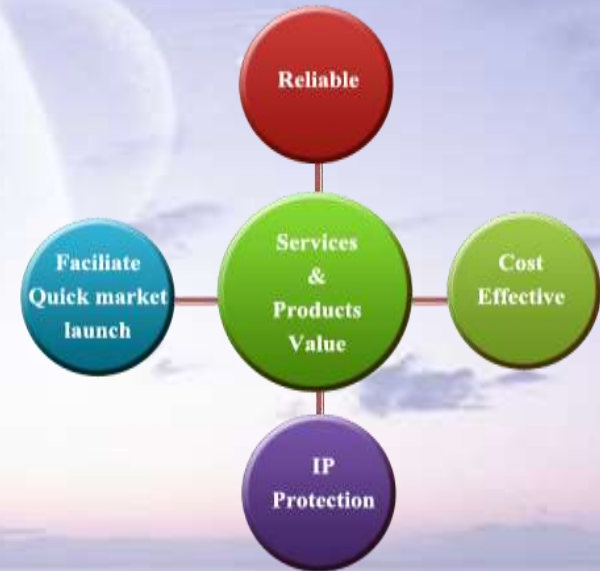 Reliable
Services
&
Products
Value
Faciliate
Quick market
launch
Cost
Effective
IP
Protection